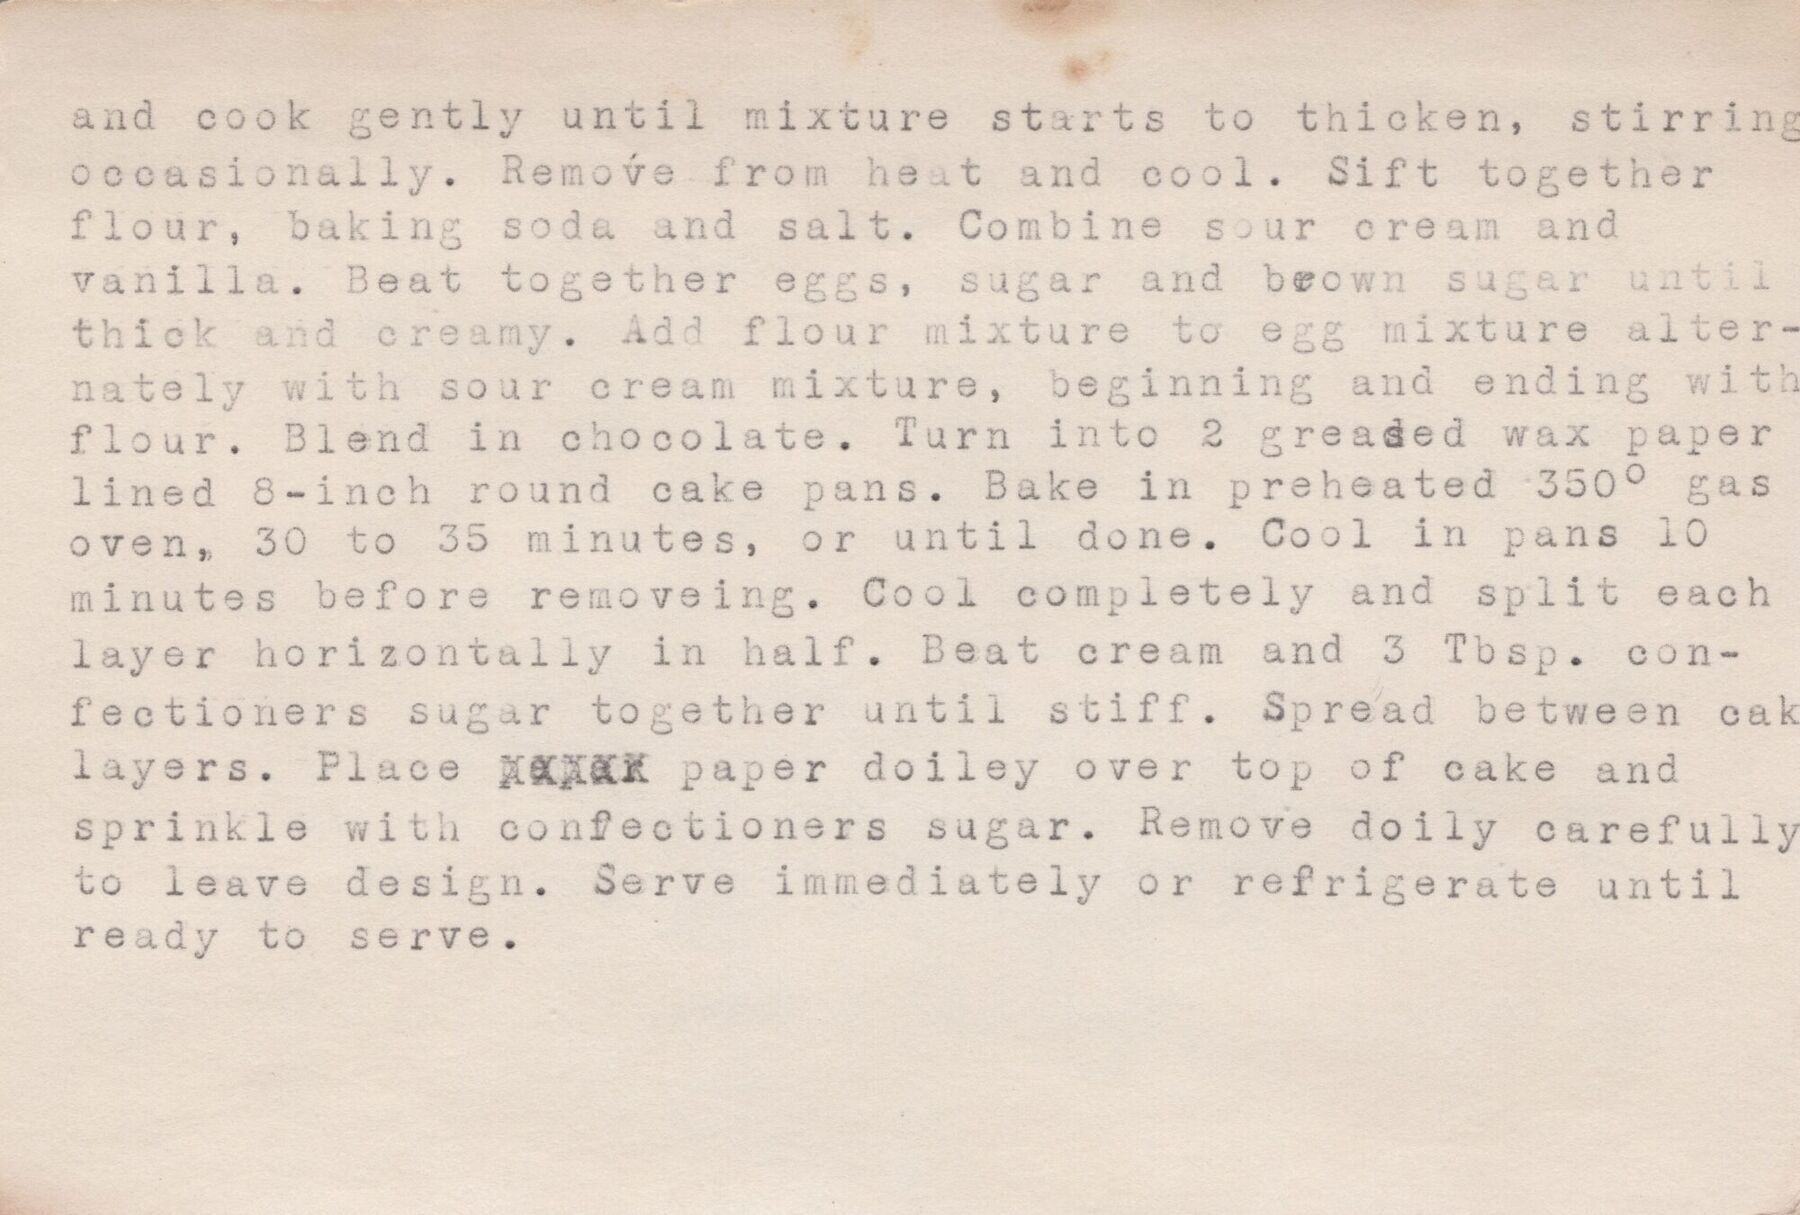 and cook gently until mixture starts to thicken, stirring
occasionally. Remove from heat and cool. Sift together
flour, baking soda and salt. Combine sour cream and
vanilla. Beat together eggs, sugar and brown sugar until
thick and creamy. Add flour mixture to egg mixture alter-
nately with sour cream mixture, beginning and ending with
flour. Blend in chocolate. Turn into 2 greased wax paper
lined 8-inch round cake pans. Bake in preheated 350° gas
oven, 30 to 35 minutes, or until done. Cool in pans 10
minutes before removeing. Cool completely and split each
layer horizontally in half. Beat cream and 3 Tbsp. con-
fectioners sugar together until stiff. Spread between cak
layers. Place paper doiley over top of cake and
sprinkle with confectioners sugar. Remove doily carefully
to leave design. Serve immediately or refrigerate until
ready to serve.